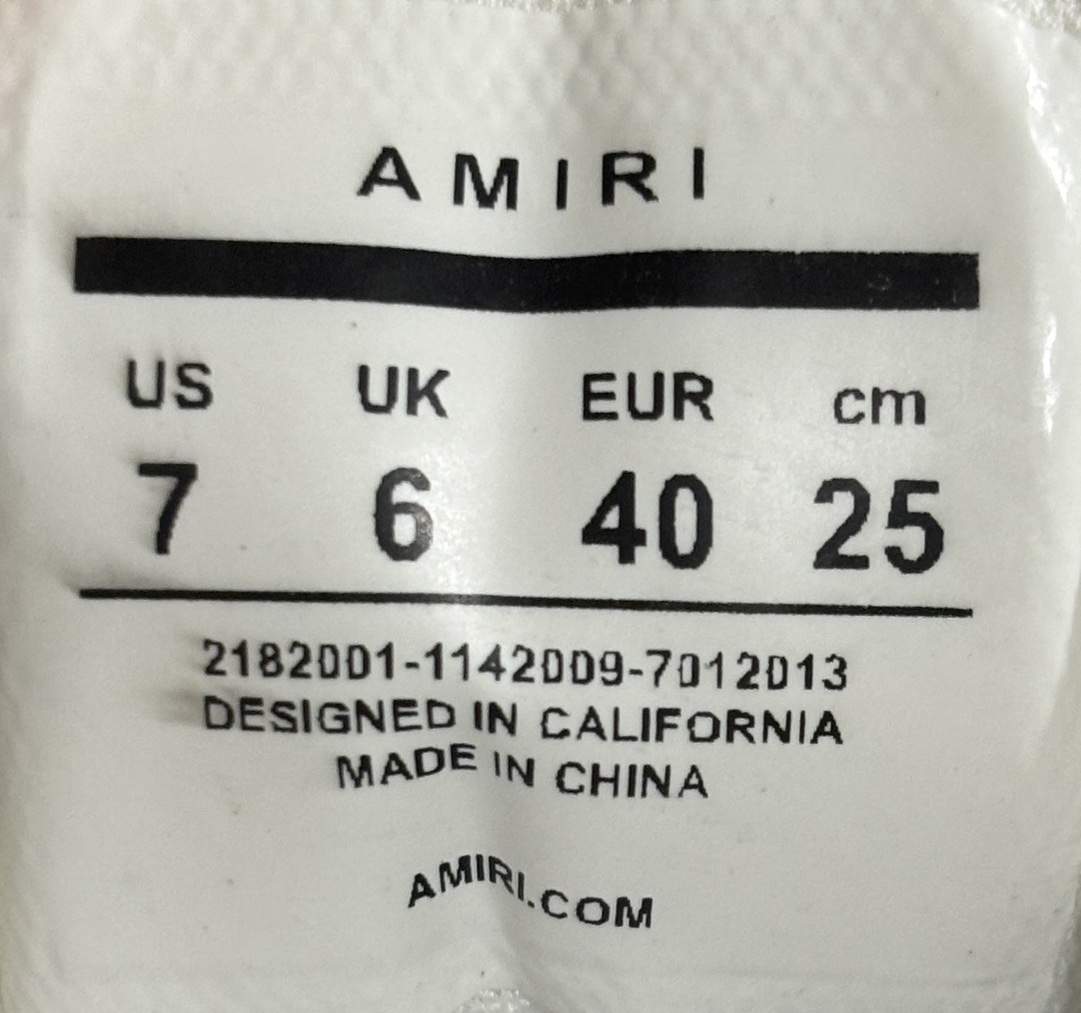 AMIRI
US UK EUR cm
7 6 40 25
2182001-1142009-7012013
DESIGNED IN CALIFORNIA
MADE IN CHINA
AMIRI.COM